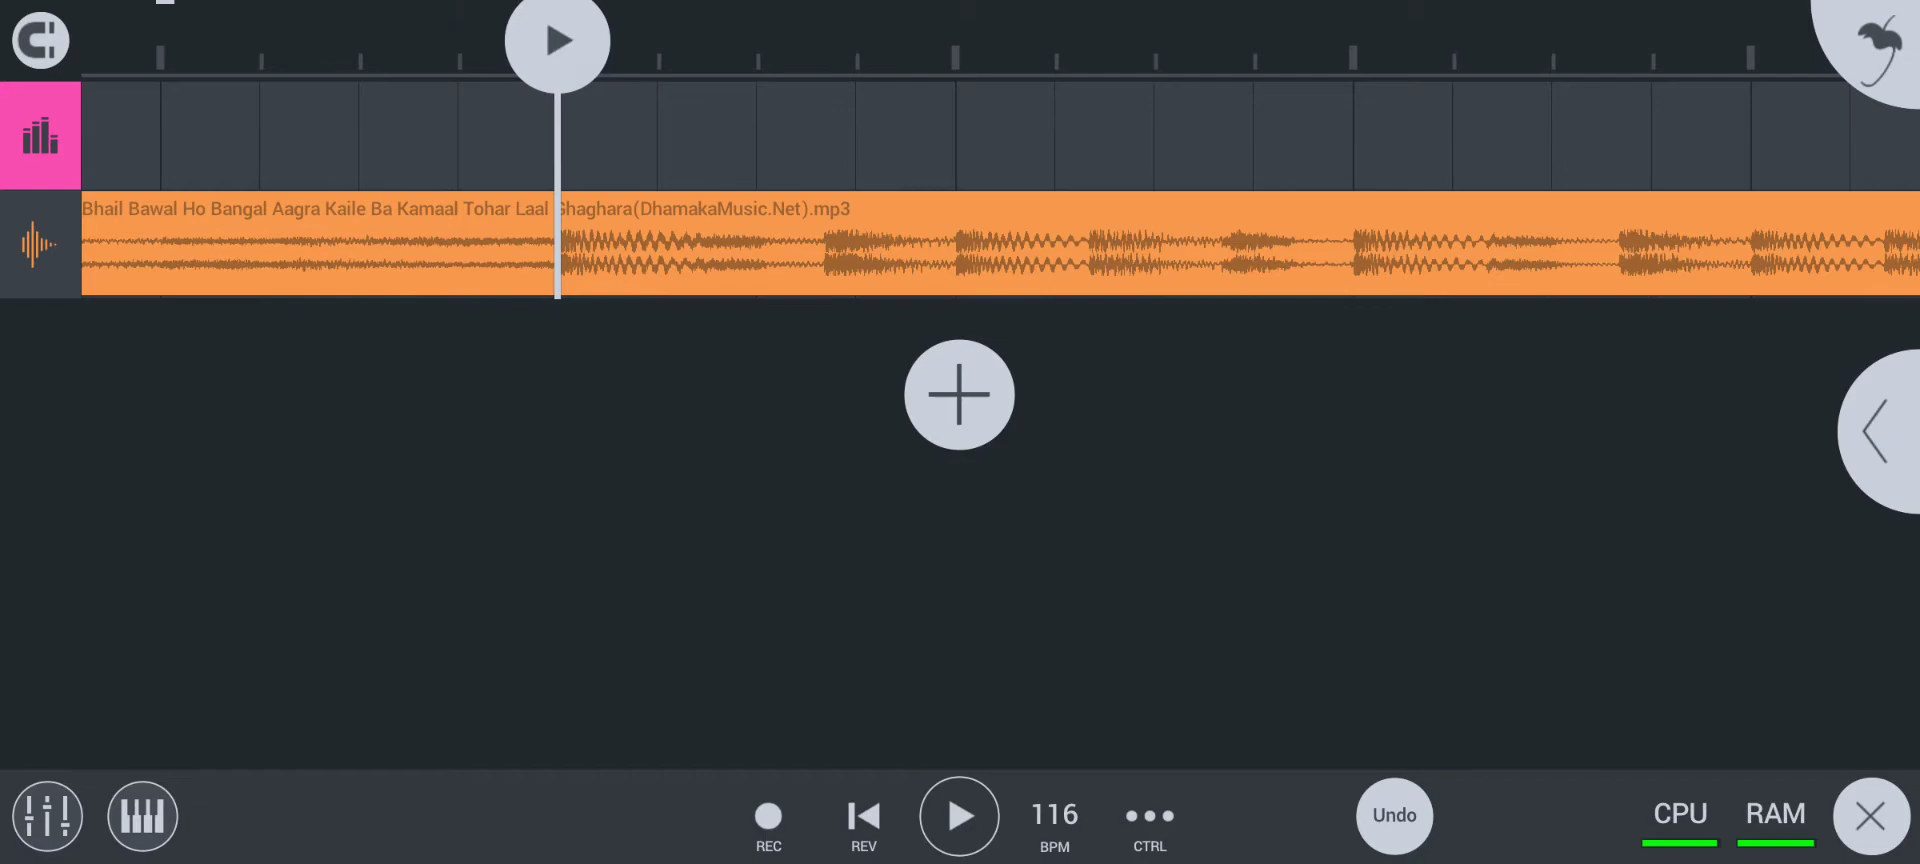 Bhail Bawal Ho Bangal Aagra Kaile Ba Kamaal Tohar Laal Ghaghara(DhamakaMusic.Net).mp3
REC
REV
116
BPM
CTRL
Undo
CPU
RAM